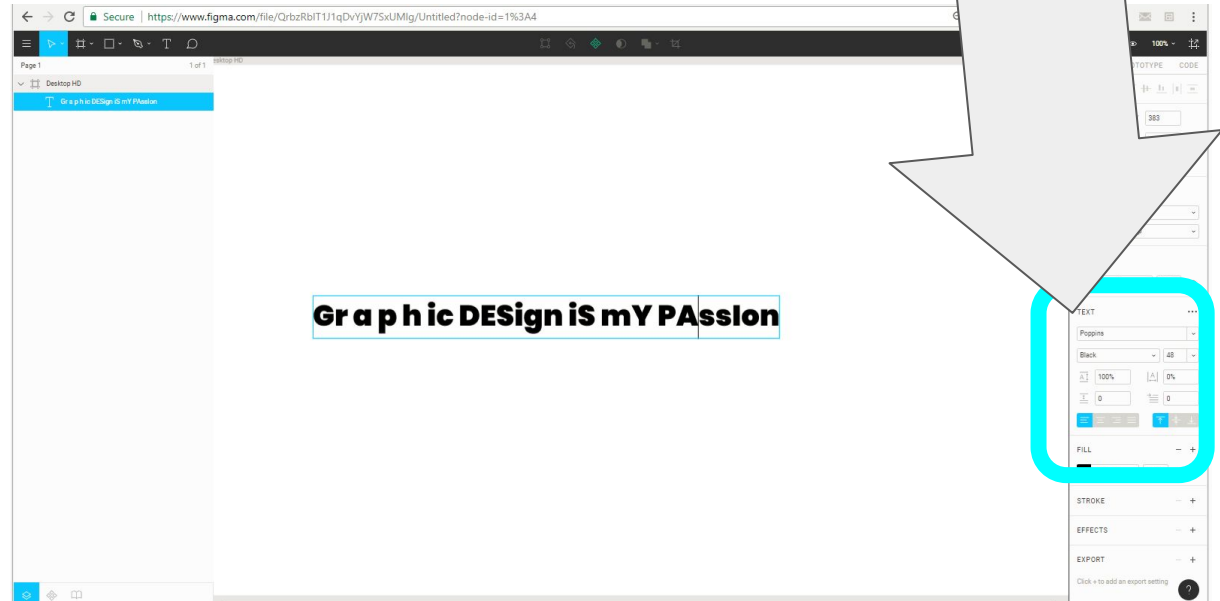 Secure | https://www.figma.com/file/QrbzRblT1J1qDvYjW7SxUMlg/Untitled?node-id=1%3A4
100%
Page 1
1 of 1
Desktop HD
CODE
Desktop HD
Gr a p h ic DESign iS mY PAssIon
383
Gr a p h ic DESign iS mY PAssIon
TEXT
Poppins
Black 48
100% 0%
0 0
FILL
STROKE
EFFECTS
EXPORT
Click + to add an export setting
?